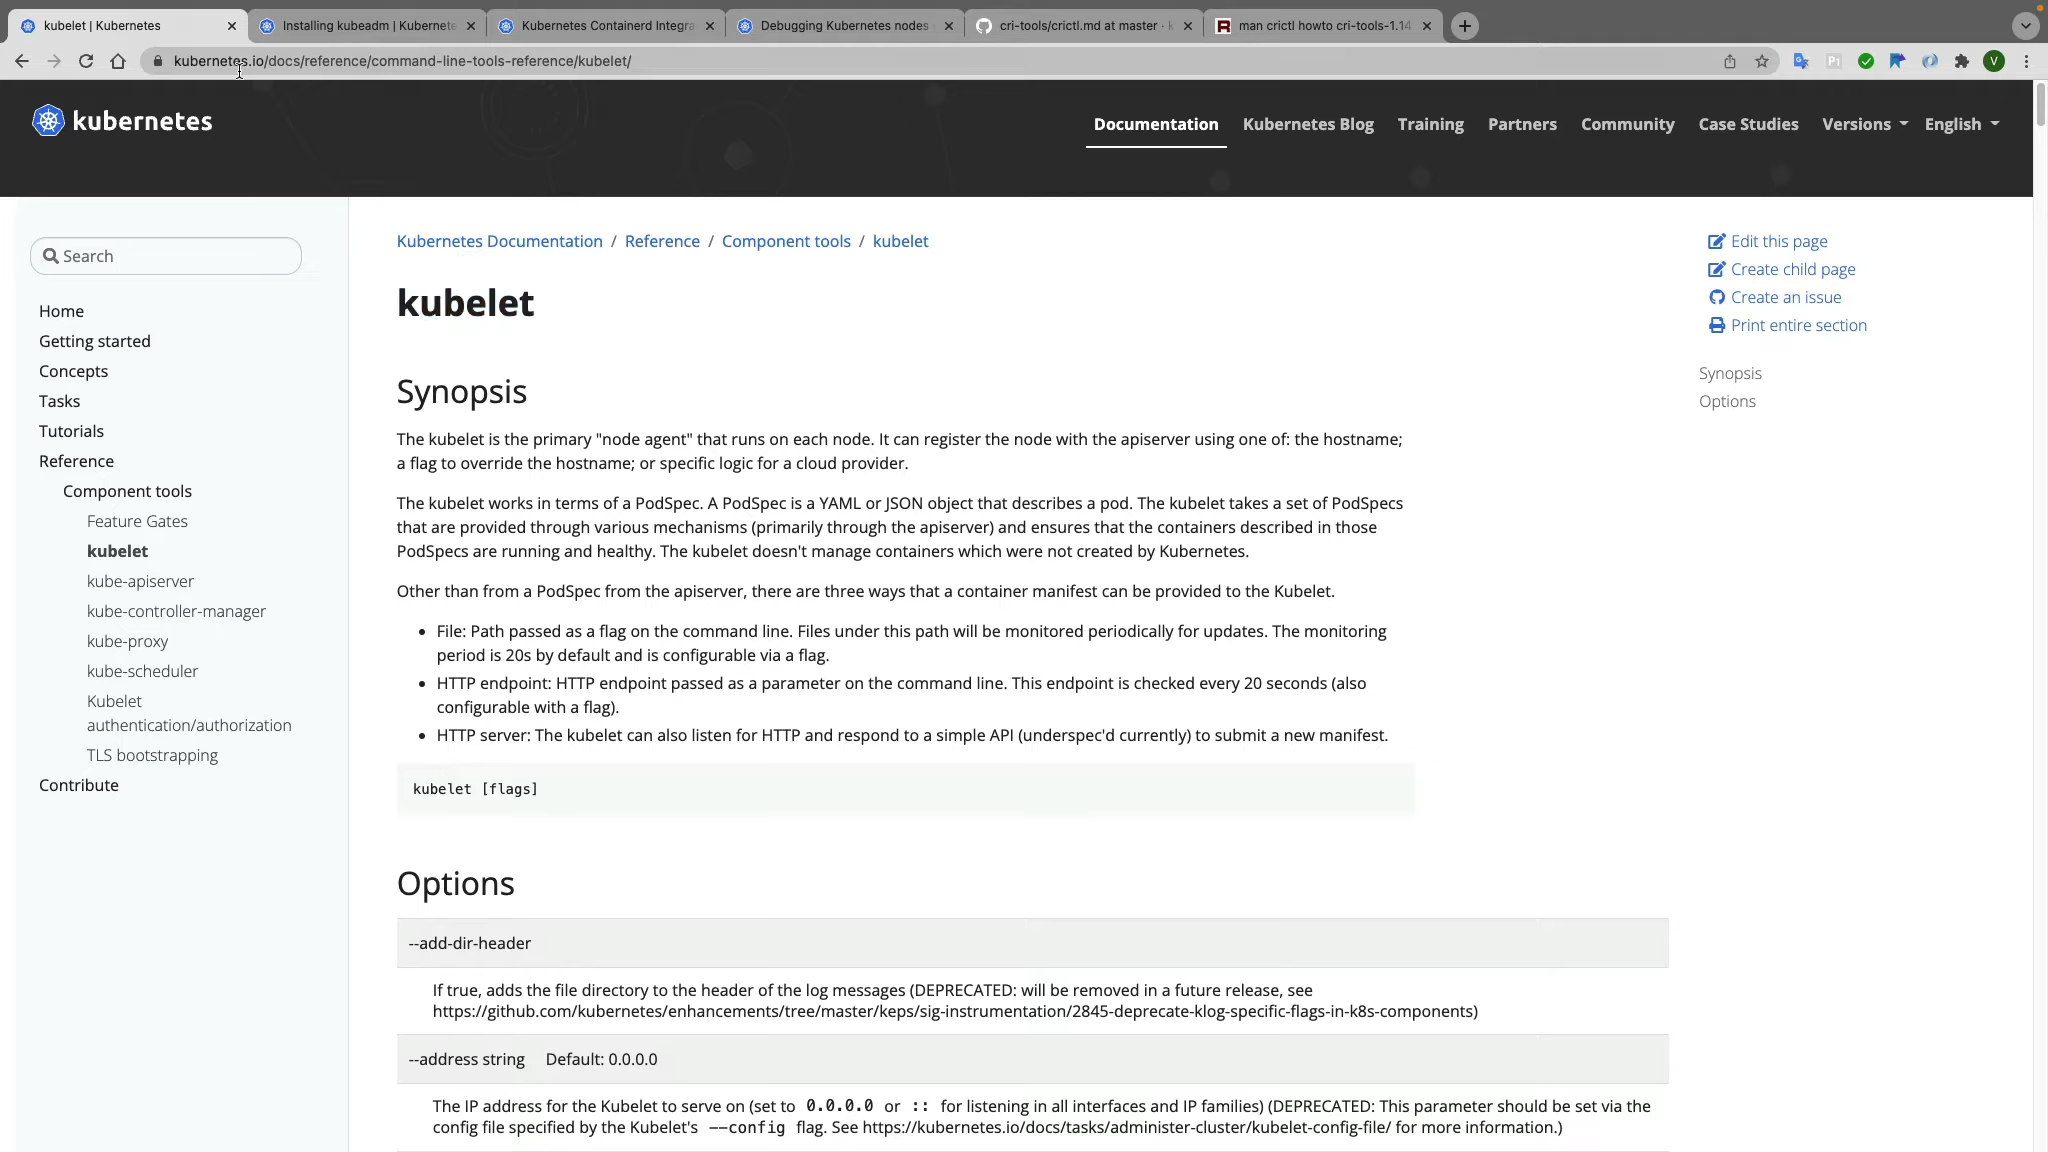 kubelet | Kubernetes
Installing kubeadm | Kubernete
Kubernetes Containerd Integra
Debugging Kubernetes nodes
cri-tools/crictl.md at master · k
man crictl howto cri-tools-1.14
kubernetes.io/docs/reference/command-line-tools-reference/kubelet/
P1
V
kubernetes
Documentation
Kubernetes Blog
Training
Partners
Community
Case Studies
Versions
English
Search
Home
Getting started
Concepts
Tasks
Tutorials
Reference
Component tools
Feature Gates
kubelet
kube-apiserver
kube-controller-manager
kube-proxy
kube-scheduler
Kubelet
authentication/authorization
TLS bootstrapping
Contribute
Kubernetes Documentation / Reference / Component tools / kubelet
kubelet
Synopsis
The kubelet is the primary "node agent" that runs on each node. It can register the node with the apiserver using one of: the hostname;
a flag to override the hostname; or specific logic for a cloud provider.
The kubelet works in terms of a PodSpec. A PodSpec is a YAML or JSON object that describes a pod. The kubelet takes a set of PodSpecs
that are provided through various mechanisms (primarily through the apiserver) and ensures that the containers described in those
PodSpecs are running and healthy. The kubelet doesn't manage containers which were not created by Kubernetes.
Other than from a PodSpec from the apiserver, there are three ways that a container manifest can be provided to the Kubelet.
• File: Path passed as a flag on the command line. Files under this path will be monitored periodically for updates. The monitoring
period is 20s by default and is configurable via a flag.
• HTTP endpoint: HTTP endpoint passed as a parameter on the command line. This endpoint is checked every 20 seconds (also
configurable with a flag).
• HTTP server: The kubelet can also listen for HTTP and respond to a simple API (underspec'd currently) to submit a new manifest.
kubelet [flags]
Options
--add-dir-header
If true, adds the file directory to the header of the log messages (DEPRECATED: will be removed in a future release, see
https://github.com/kubernetes/enhancements/tree/master/keps/sig-instrumentation/2845-deprecate-klog-specific-flags-in-k8s-components)
--address string Default: 0.0.0.0
The IP address for the Kubelet to serve on (set to 0.0.0.0 or :: for listening in all interfaces and IP families) (DEPRECATED: This parameter should be set via the
config file specified by the Kubelet's --config flag. See https://kubernetes.io/docs/tasks/administer-cluster/kubelet-config-file/ for more information.)
Edit this page
Create child page
Create an issue
Print entire section
Synopsis
Options